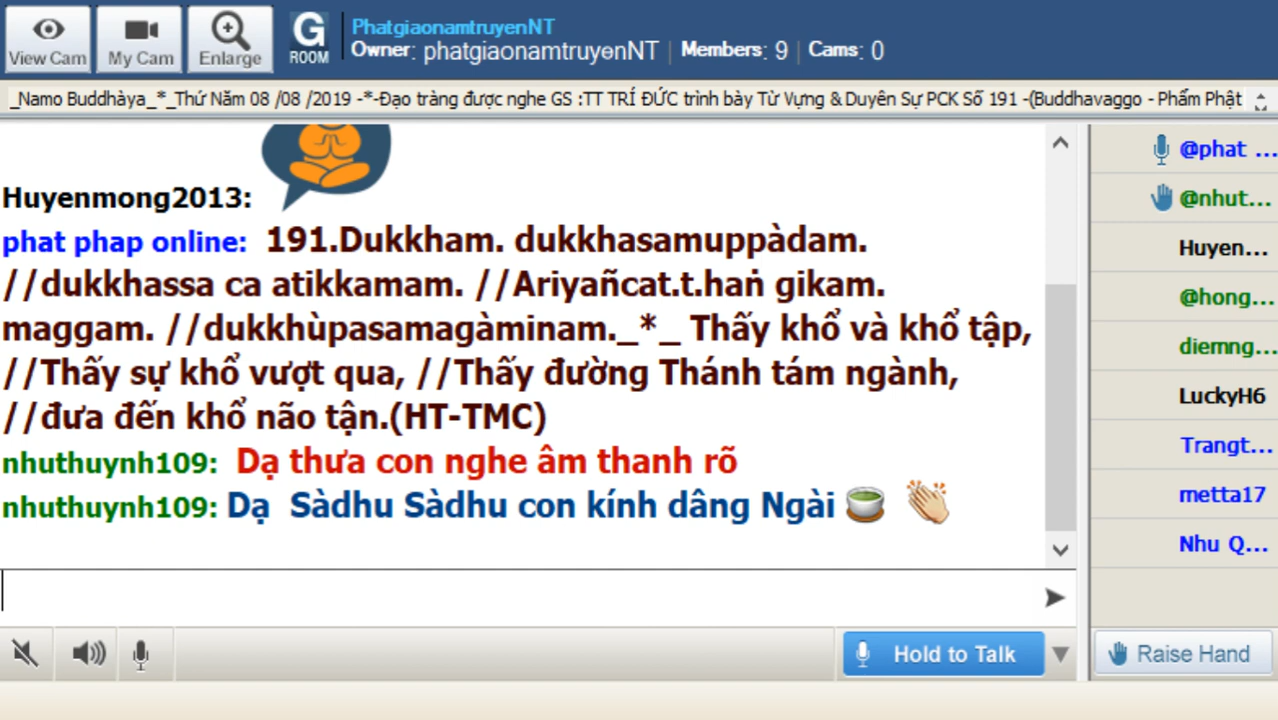 View Cam
My Cam
Enlarge
G
ROOM
PhatgiaonamtruyenNT
Owner: phatgiaonamtruyenNT | Members: 9 | Cams: 0
_Namo Buddhàya_*_Thứ Năm 08 /08 /2019 -*-Đạo tràng được nghe GS :TT TRÍ ĐỨC trình bày Từ Vựng & Duyên Sự PCK Số 191 -(Buddhavaggo - Phẩm Phật
Huyenmong2013:
phat phap online: 191.Dukkham. dukkhasamuppàdam.
//dukkhassa ca atikkamam. //Ariyañcat.t.haṅ gikam.
maggam. //dukkhùpasamagàminam._*_ Thấy khổ và khổ tập,
//Thấy sự khổ vượt qua, //Thấy đường Thánh tám ngành,
//đưa đến khổ não tận.(HT-TMC)
nhuthuynh109: Dạ thưa con nghe âm thanh rõ
nhuthuynh109: Dạ Sàdhu Sàdhu con kính dâng Ngài
@phat ...
@nhut...
Huyen...
@hong...
diemng...
LuckyH6
Trangt...
metta17
Nhu Q...
Hold to Talk
Raise Hand